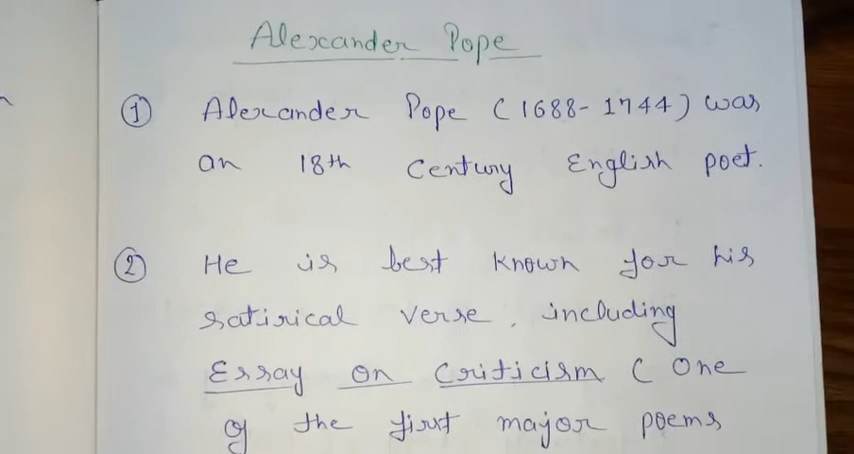 Alexander Pope
① Alexander Pope (1688-1744) was
an 18th Century English poet.
② He is best known for his
satirical verse, including
Essay on Criticism ( One
of the first major poems